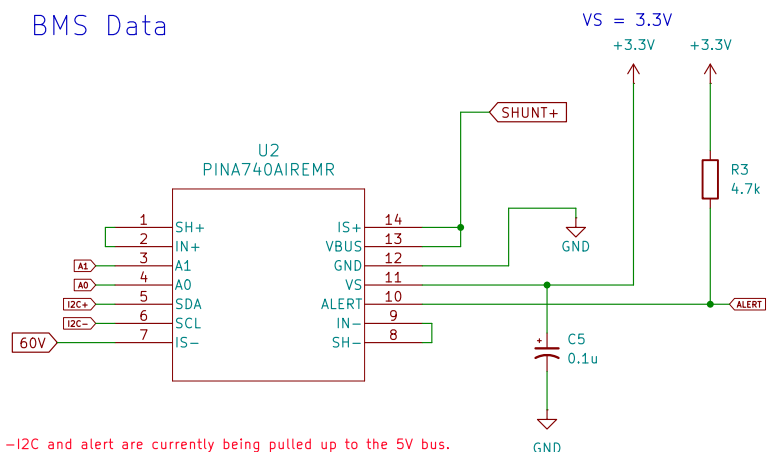 BMS Data
VS = 3.3V
+3.3V +3.3V
SHUNT+
U2
PINA740AIREMR
R3
4.7k
1 SH+ IS+ 14
2 IN+ VBUS 13
A1 3 A1 GND 12
GND
A0 4 A0 VS 11
I2C+ 5 SDA ALERT 10 ALERT
I2C- 6 SCL IN- 9
60V 7 IS- SH- 8
+ C5
0.1u
-I2C and alert are currently being pulled up to the 5V bus.
GND